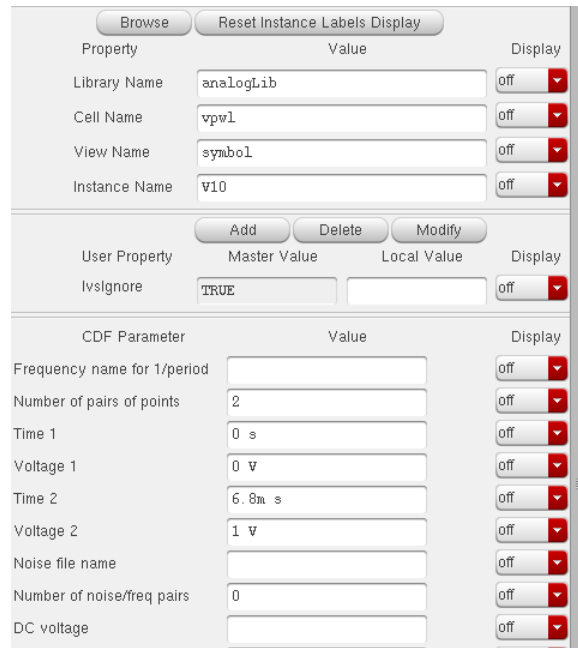 Browse Reset Instance Labels Display
Property Value Display
Library Name analogLib off
Cell Name vpwl off
View Name symbol off
Instance Name V10 off
Add Delete Modify
User Property Master Value Local Value Display
lvsIgnore TRUE off
CDF Parameter Value Display
Frequency name for 1/period off
Number of pairs of points 2 off
Time 1 0 s off
Voltage 1 0 V off
Time 2 6.8m s off
Voltage 2 1 V off
Noise file name off
Number of noise/freq pairs 0 off
DC voltage off